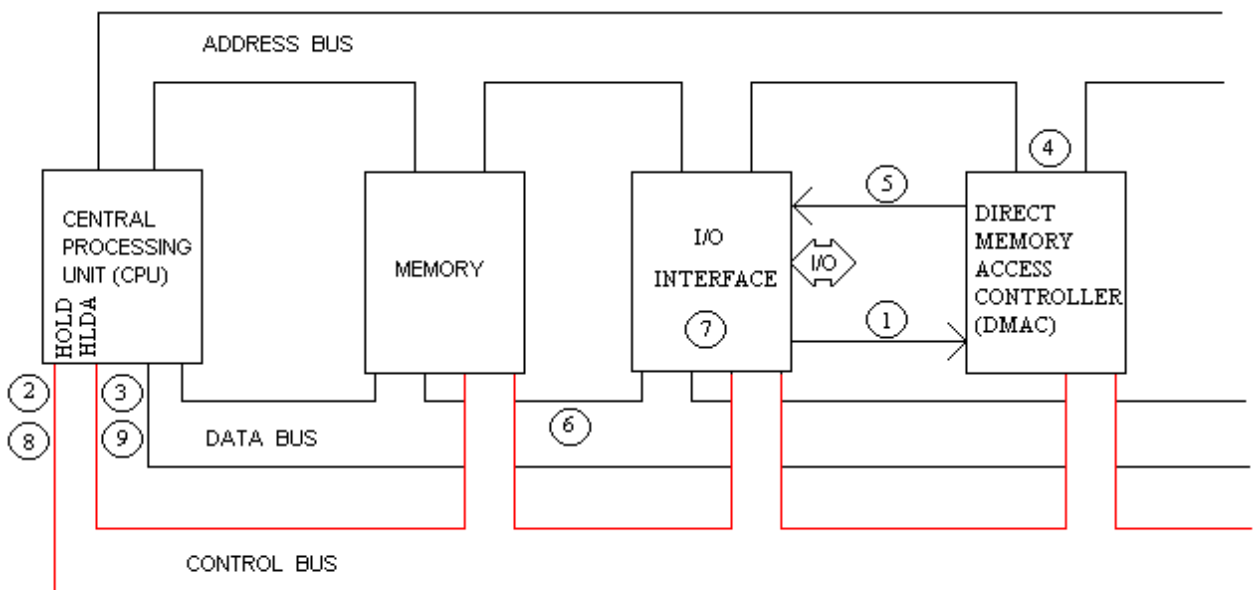 ADDRESS BUS
4
5
CENTRAL
PROCESSING
UNIT (CPU)
HOLD
HLDA
MEMORY
I/O
INTERFACE
7
I/O
1
DIRECT
MEMORY
ACCESS
CONTROLLER
(DMAC)
2
3
8
9
6
DATA BUS
CONTROL BUS